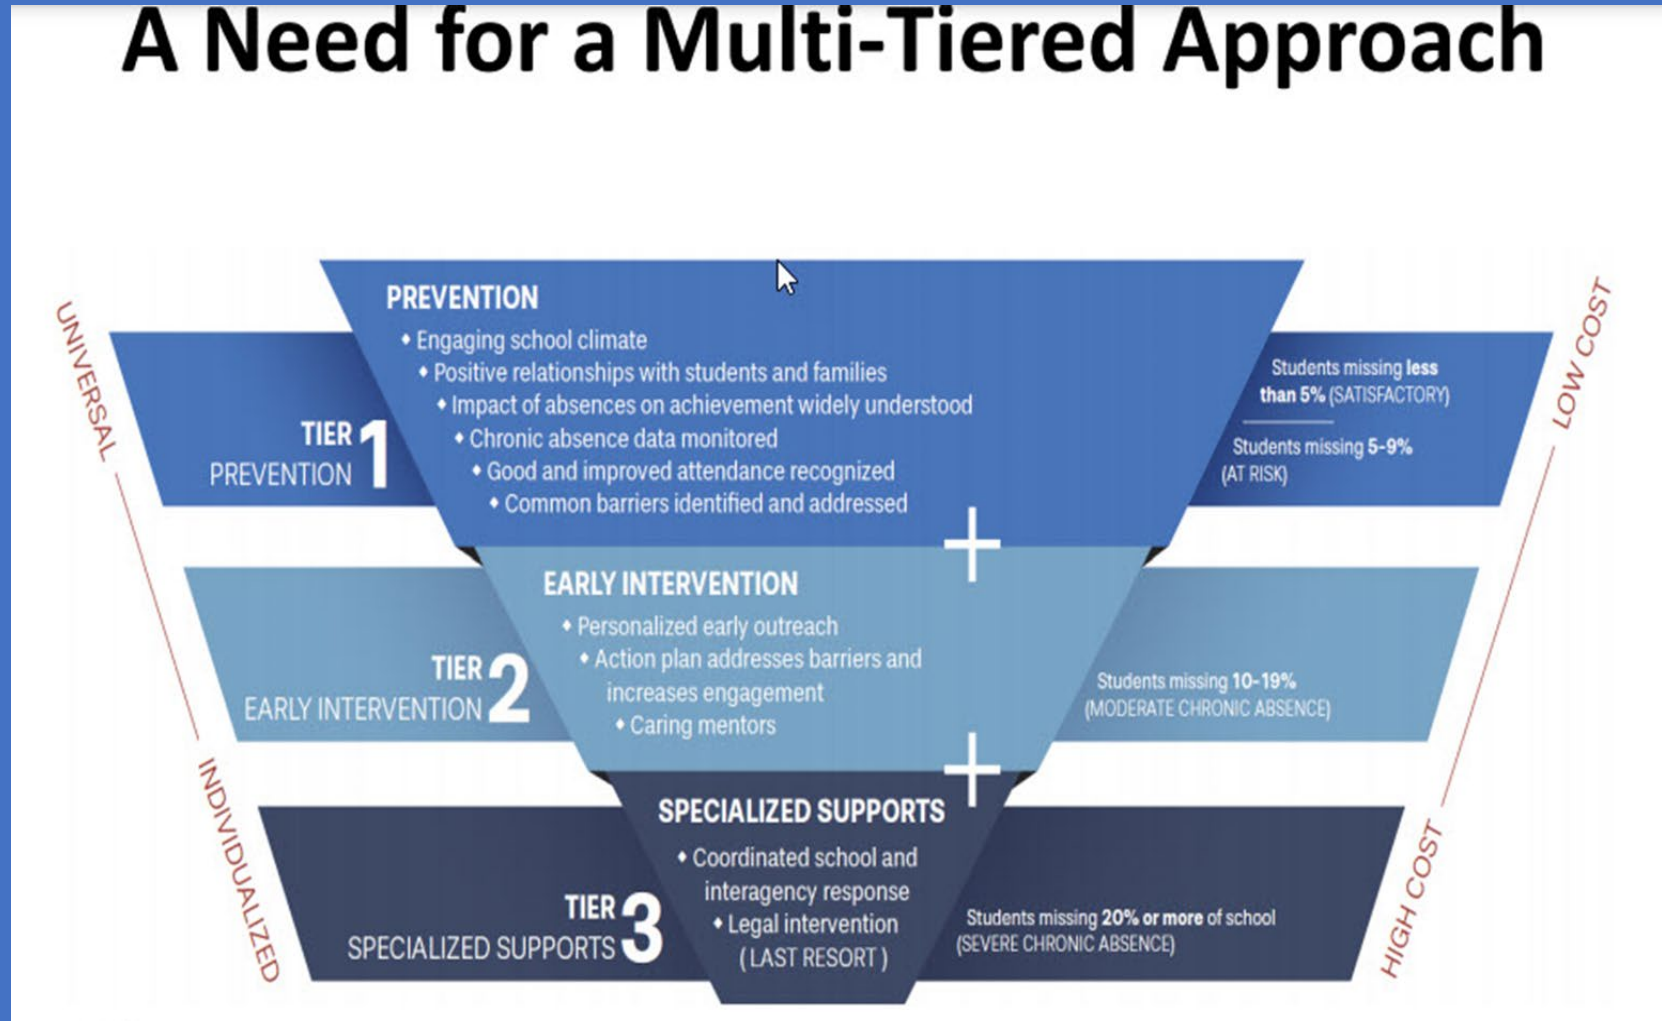 A Need for a Multi-Tiered Approach
UNIVERSAL
INDIVIDUALIZED
TIER 1
PREVENTION
PREVENTION
♦ Engaging school climate
♦ Positive relationships with students and families
♦ Impact of absences on achievement widely understood
♦ Chronic absence data monitored
♦ Good and improved attendance recognized
♦ Common barriers identified and addressed
Students missing less
than 5% (SATISFACTORY)
Students missing 5-9%
(AT RISK)
LOW COST
HIGH COST
+
TIER 2
EARLY INTERVENTION
EARLY INTERVENTION
♦ Personalized early outreach
♦ Action plan addresses barriers and
increases engagement
♦ Caring mentors
Students missing 10-19%
(MODERATE CHRONIC ABSENCE)
+
TIER 3
SPECIALIZED SUPPORTS
SPECIALIZED SUPPORTS
♦ Coordinated school and
interagency response
♦ Legal intervention
( LAST RESORT )
Students missing 20% or more of school
(SEVERE CHRONIC ABSENCE)